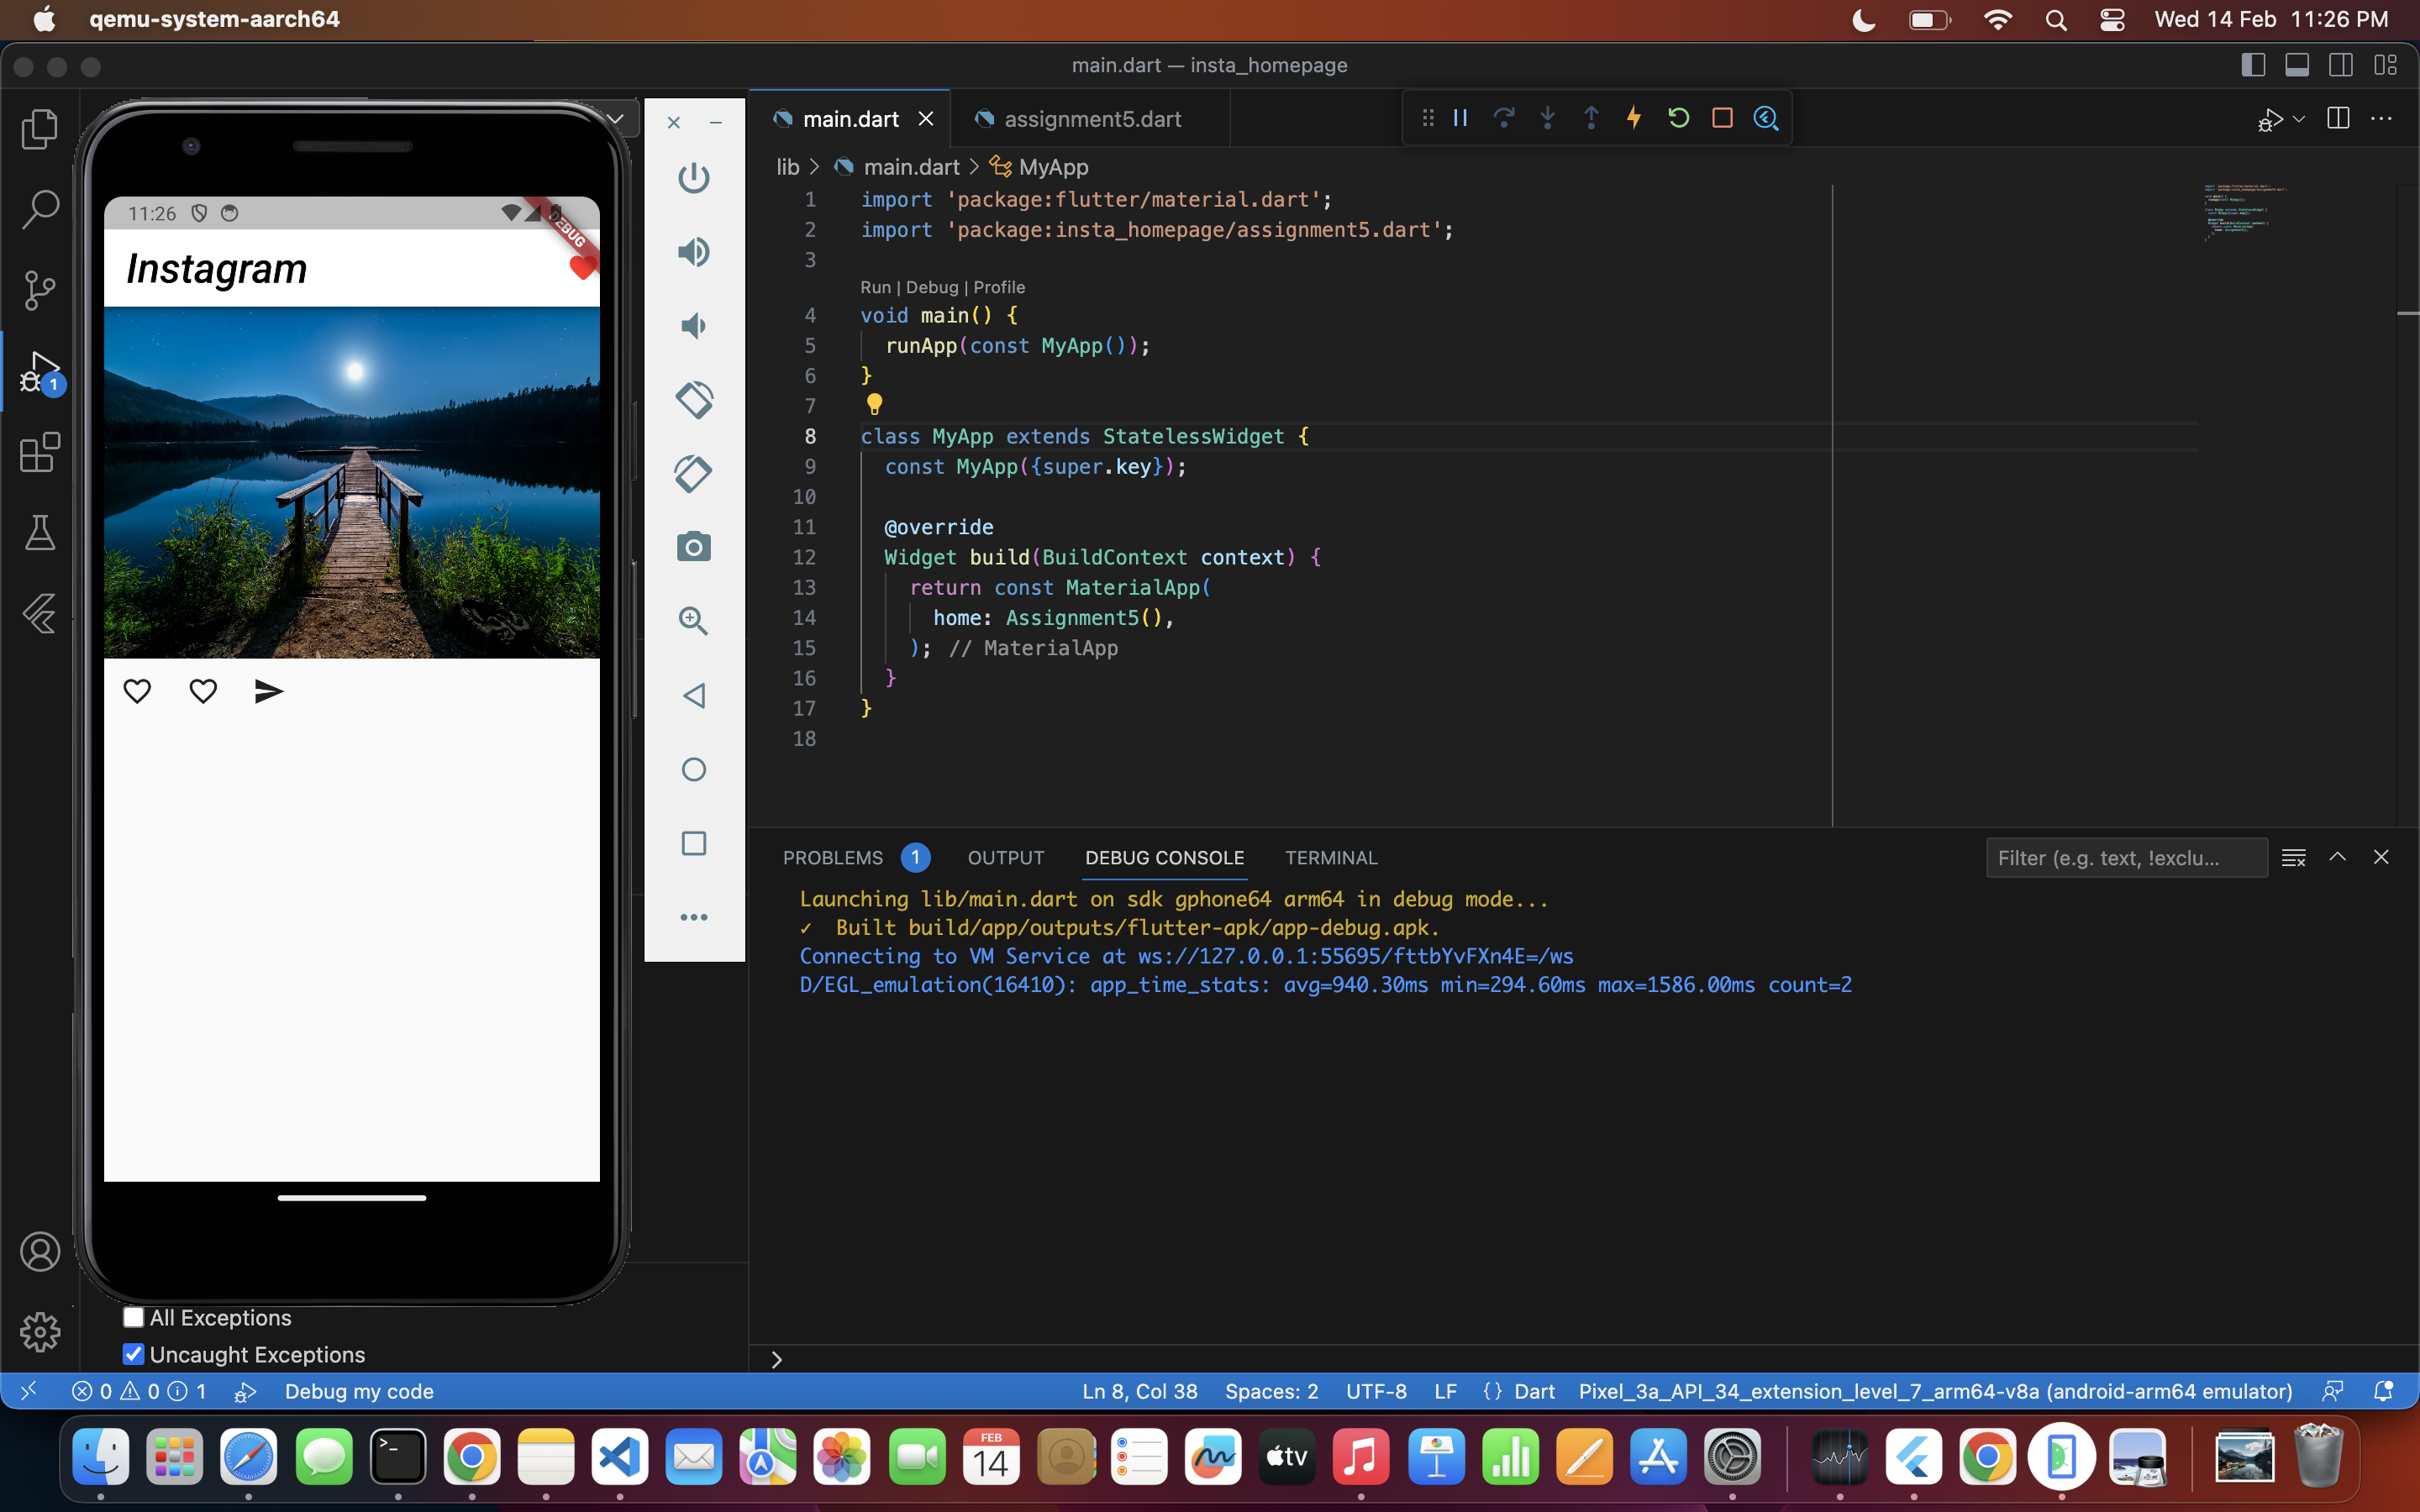 qemu-system-aarch64
Wed 14 Feb 11:26 PM
main.dart — insta_homepage
main.dart
assignment5.dart
lib > main.dart > MyApp
11:26
DEBUG
Instagram
1
1 import 'package:flutter/material.dart';
2 import 'package:insta_homepage/assignment5.dart';
3
Run | Debug | Profile
4 void main() {
5 runApp(const MyApp());
6 }
7
8 class MyApp extends StatelessWidget {
9 const MyApp({super.key});
10
11 @override
12 Widget build(BuildContext context) {
13 return const MaterialApp(
14 home: Assignment5(),
15 ); // MaterialApp
16 }
17 }
18
PROBLEMS 1 OUTPUT DEBUG CONSOLE TERMINAL
Filter (e.g. text, !exclu...
Launching lib/main.dart on sdk gphone64 arm64 in debug mode...
✓ Built build/app/outputs/flutter-apk/app-debug.apk.
Connecting to VM Service at ws://127.0.0.1:55695/fttbYvFXn4E=/ws
D/EGL_emulation(16410): app_time_stats: avg=940.30ms min=294.60ms max=1586.00ms count=2
All Exceptions
Uncaught Exceptions
0 0 1 Debug my code
Ln 8, Col 38 Spaces: 2 UTF-8 LF {} Dart Pixel_3a_API_34_extension_level_7_arm64-v8a (android-arm64 emulator)
FEB
14
tv